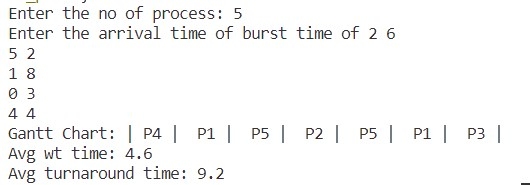 Enter the no of process: 5
Enter the arrival time of burst time of 2 6
5 2
1 8
0 3
4 4
Gantt Chart: | P4 | P1 | P5 | P2 | P5 | P1 | P3 |
Avg wt time: 4.6
Avg turnaround time: 9.2